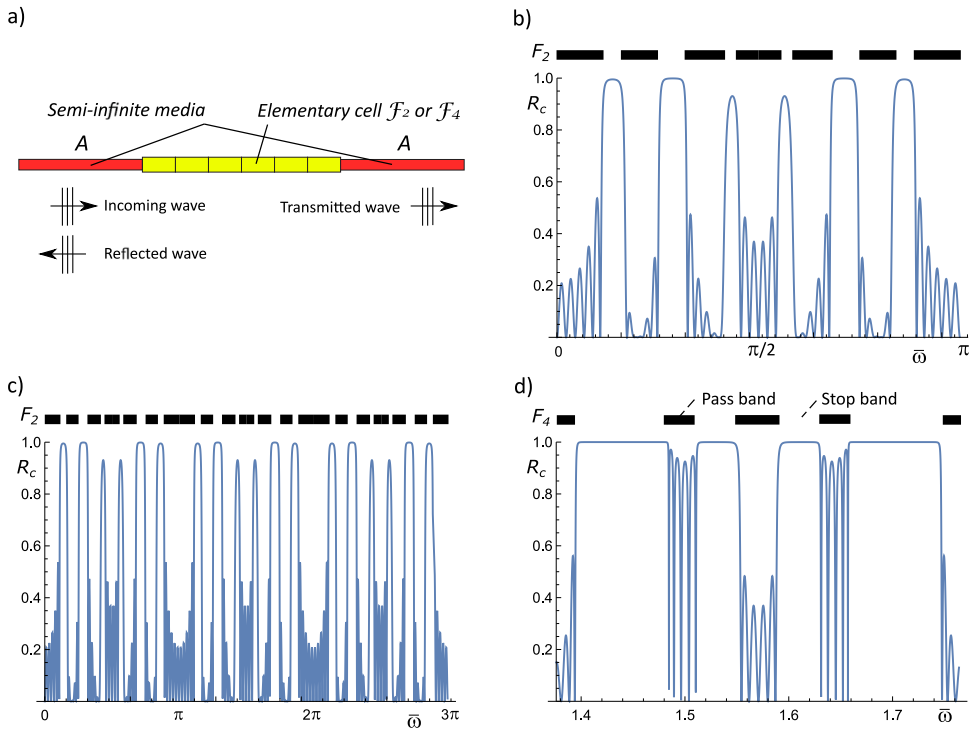 a)
Semi-infinite media
Elementary cell ℱ₂ or ℱ₄
A
A
Incoming wave
Transmitted wave
Reflected wave
b)
F₂
1.0
R_c
0.8
0.6
0.4
0.2
0
π/2
ω̄
π
c)
F₂
1.0
R_c
0.8
0.6
0.4
0.2
0
π
2π
ω̄
3π
d)
Pass band
Stop band
F₄
1.0
R_c
0.8
0.6
0.4
0.2
1.4
1.5
1.6
1.7
ω̄